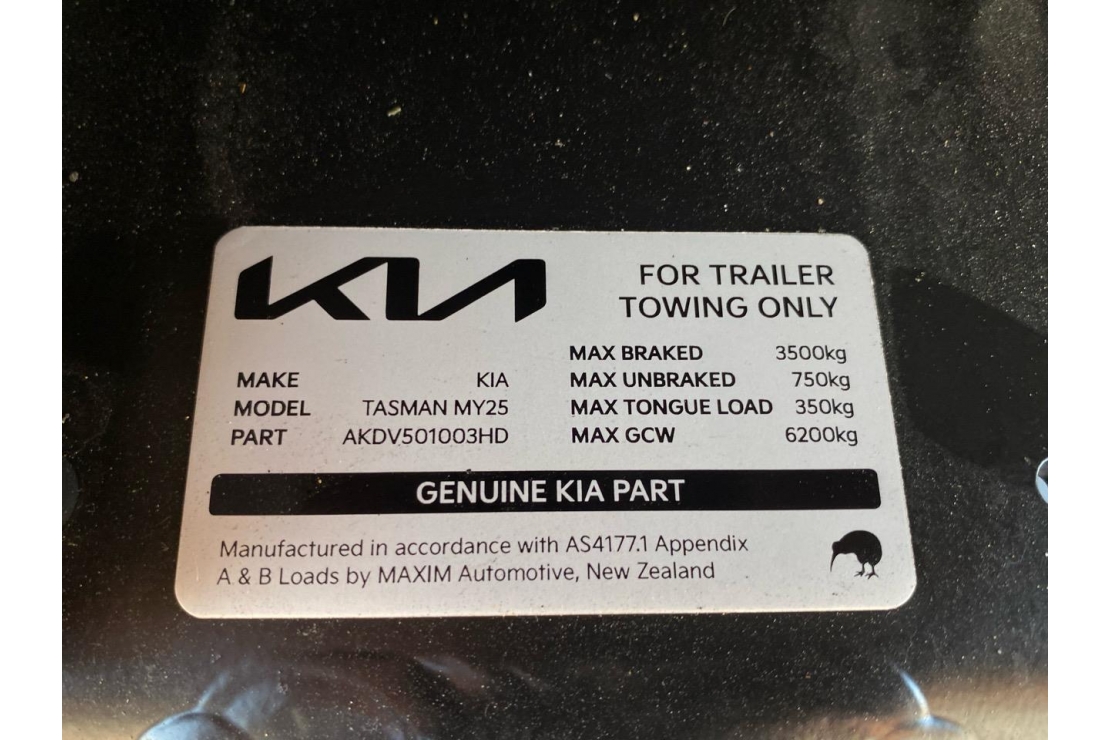 KIA
FOR TRAILER
TOWING ONLY
MAKE KIA
MODEL TASMAN MY25
PART AKDV501003HD
MAX BRAKED 3500kg
MAX UNBRAKED 750kg
MAX TONGUE LOAD 350kg
MAX GCW 6200kg
GENUINE KIA PART
Manufactured in accordance with AS4177.1 Appendix
A & B Loads by MAXIM Automotive, New Zealand